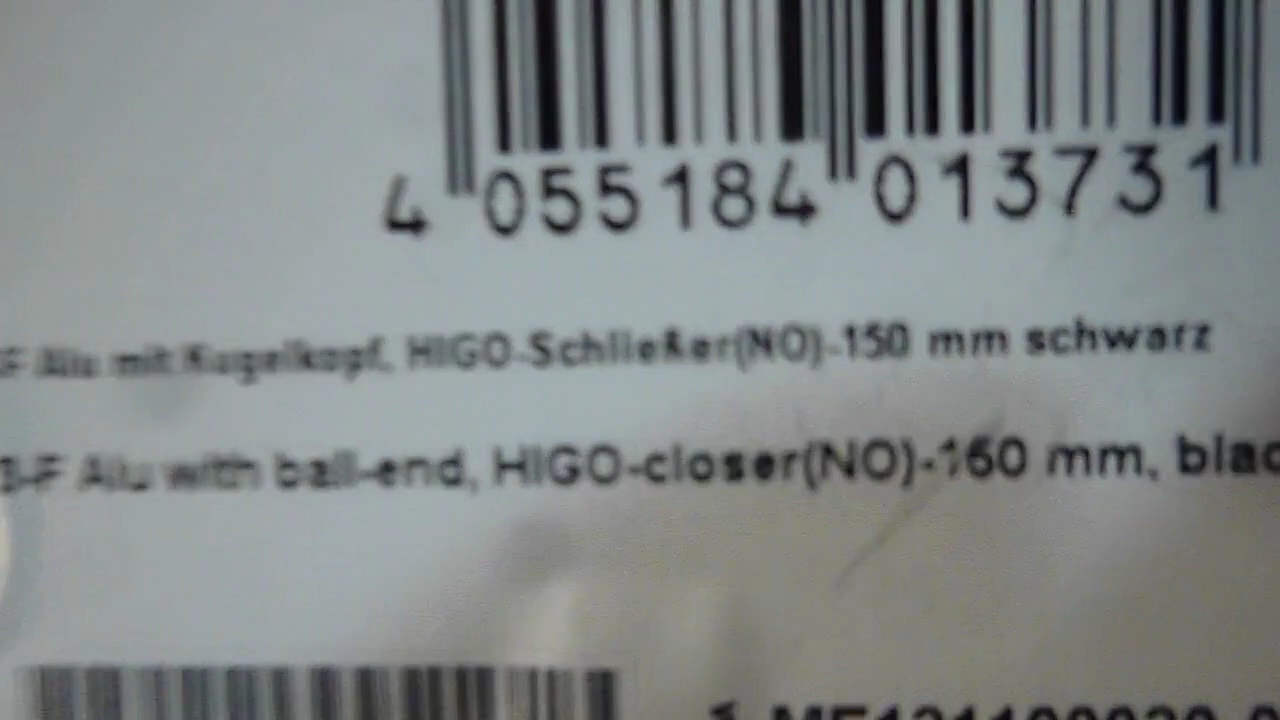 4 055184 013731
F Alu mit Kugelkopf, HIGO-Schließer(NO)-150 mm schwarz
Alu with ball-end, HIGO-closer(NO)-160 mm, blac